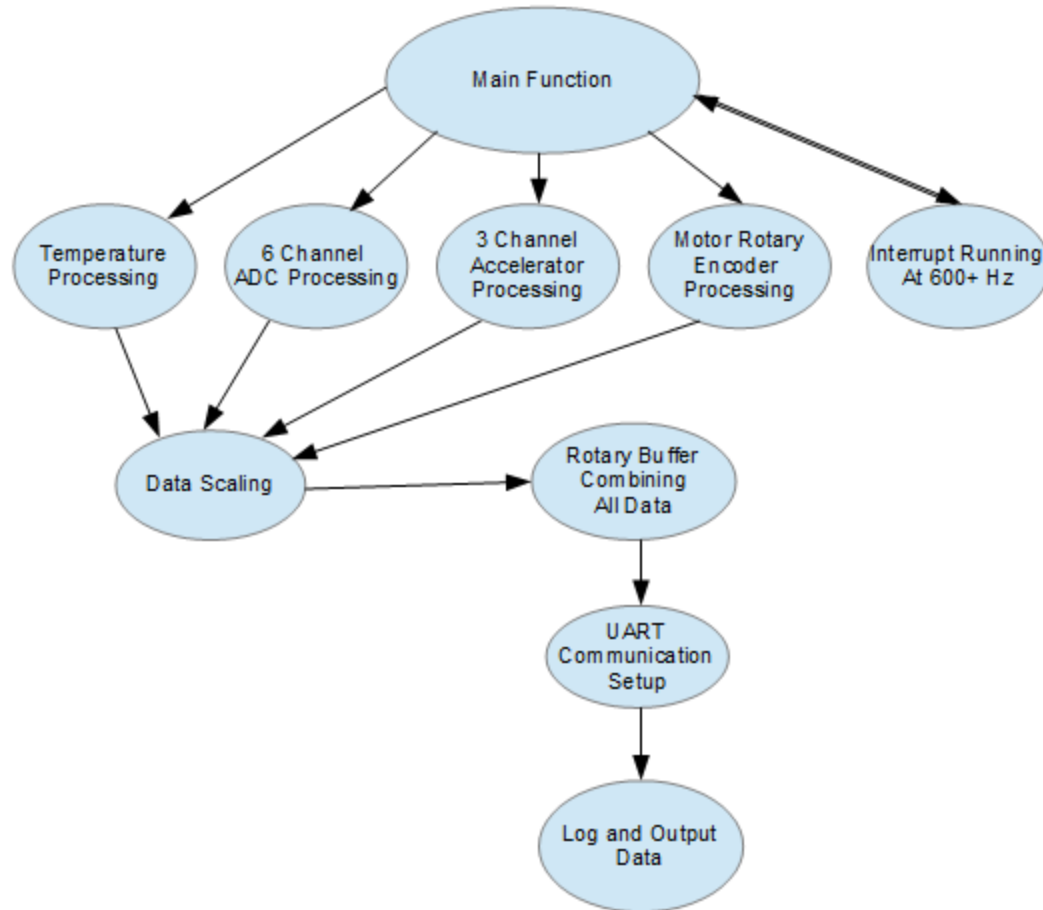 Main Function
Temperature
Processing
6 Channel
ADC Processing
3 Channel
Accelerator
Processing
Motor Rotary
Encoder
Processing
Interrupt Running
At 600+ Hz
Data Scaling
Rotary Buffer
Combining
All Data
UART
Communication
Setup
Log and Output
Data